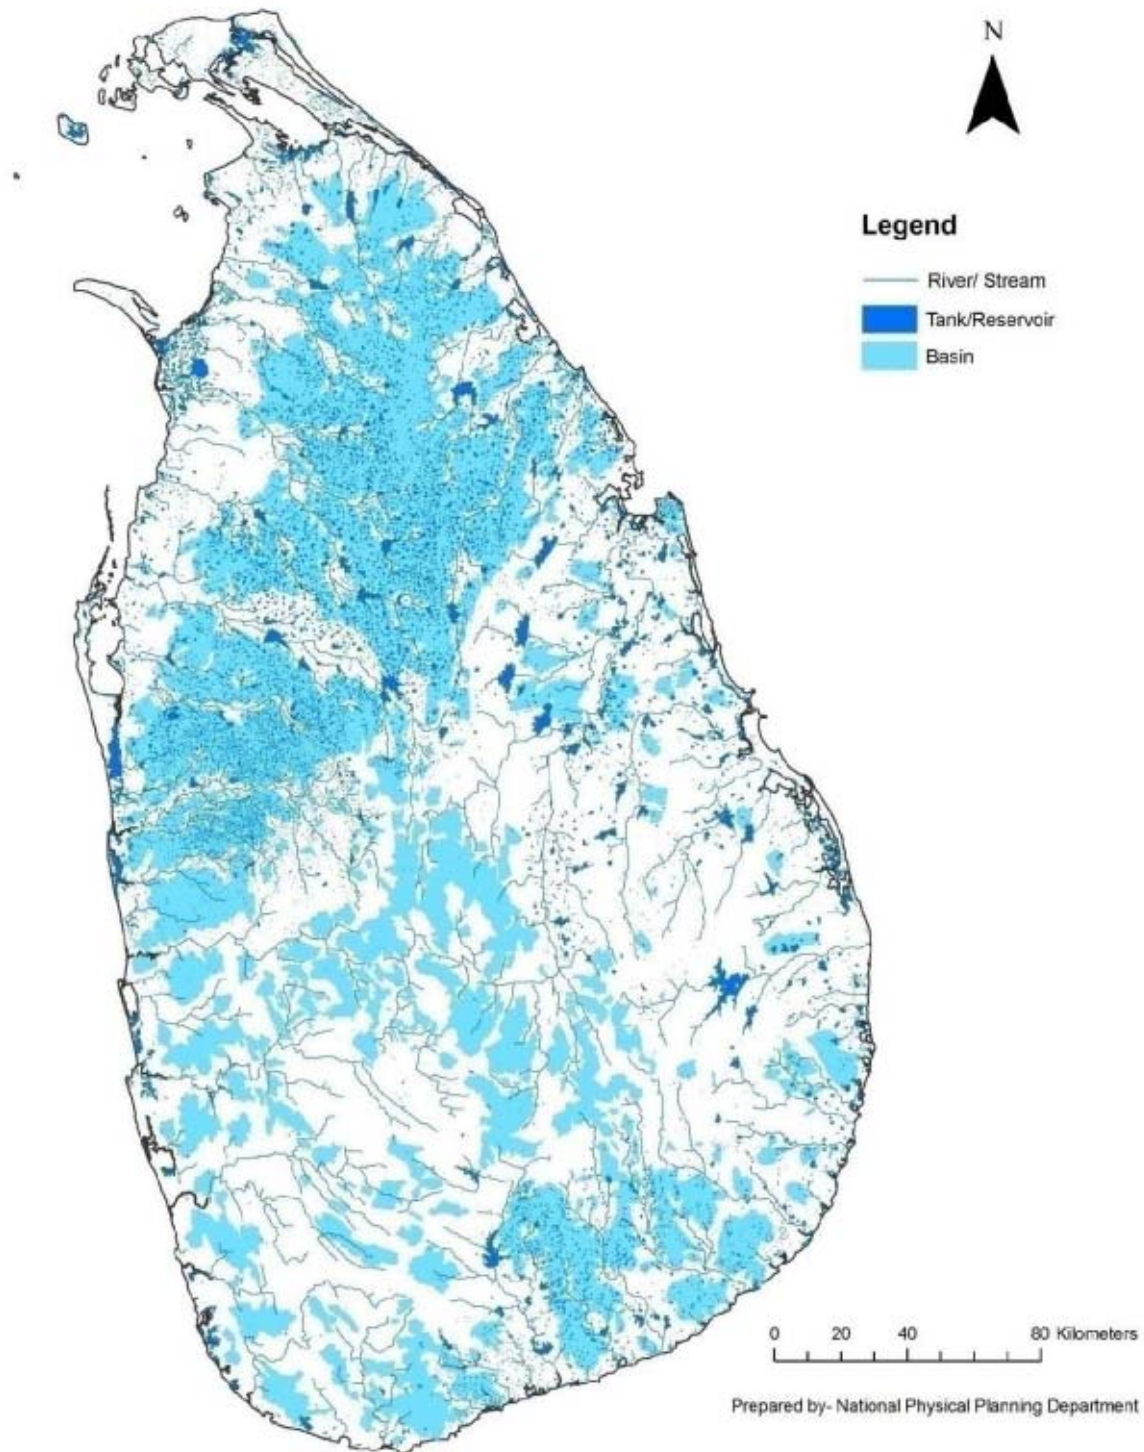 N
Legend
River/ Stream
Tank/Reservoir
Basin
0 20 40 80 Kilometers
Prepared by- National Physical Planning Department